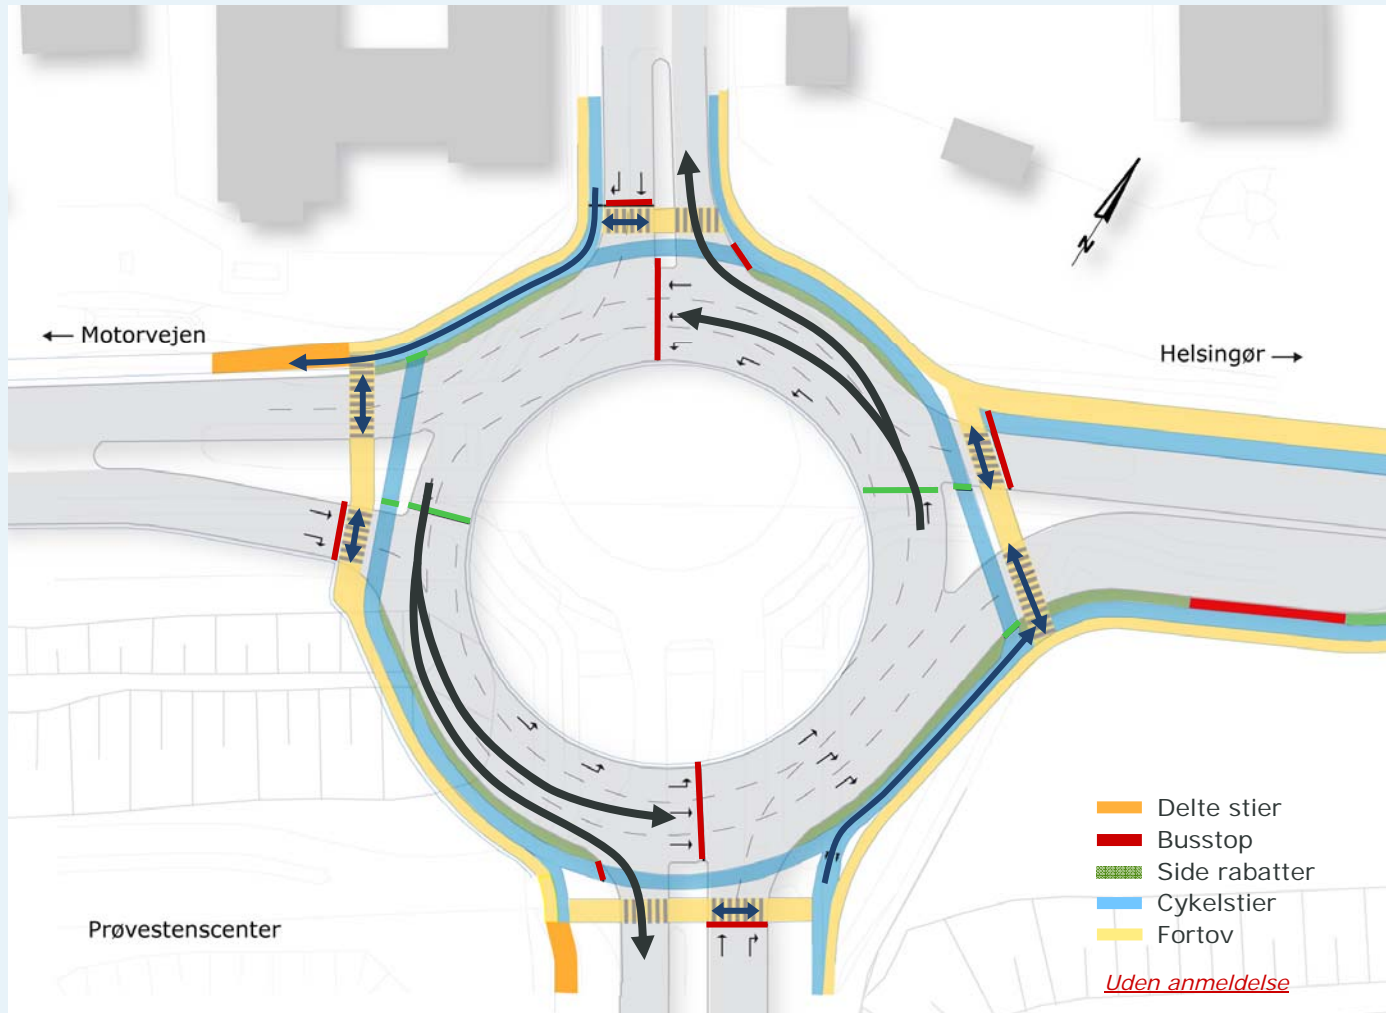 N
← Motorvejen
Helsingør →
Prøvestenscenter
Delte stier
Busstop
Side rabatter
Cykelstier
Fortov
Uden anmeldelse